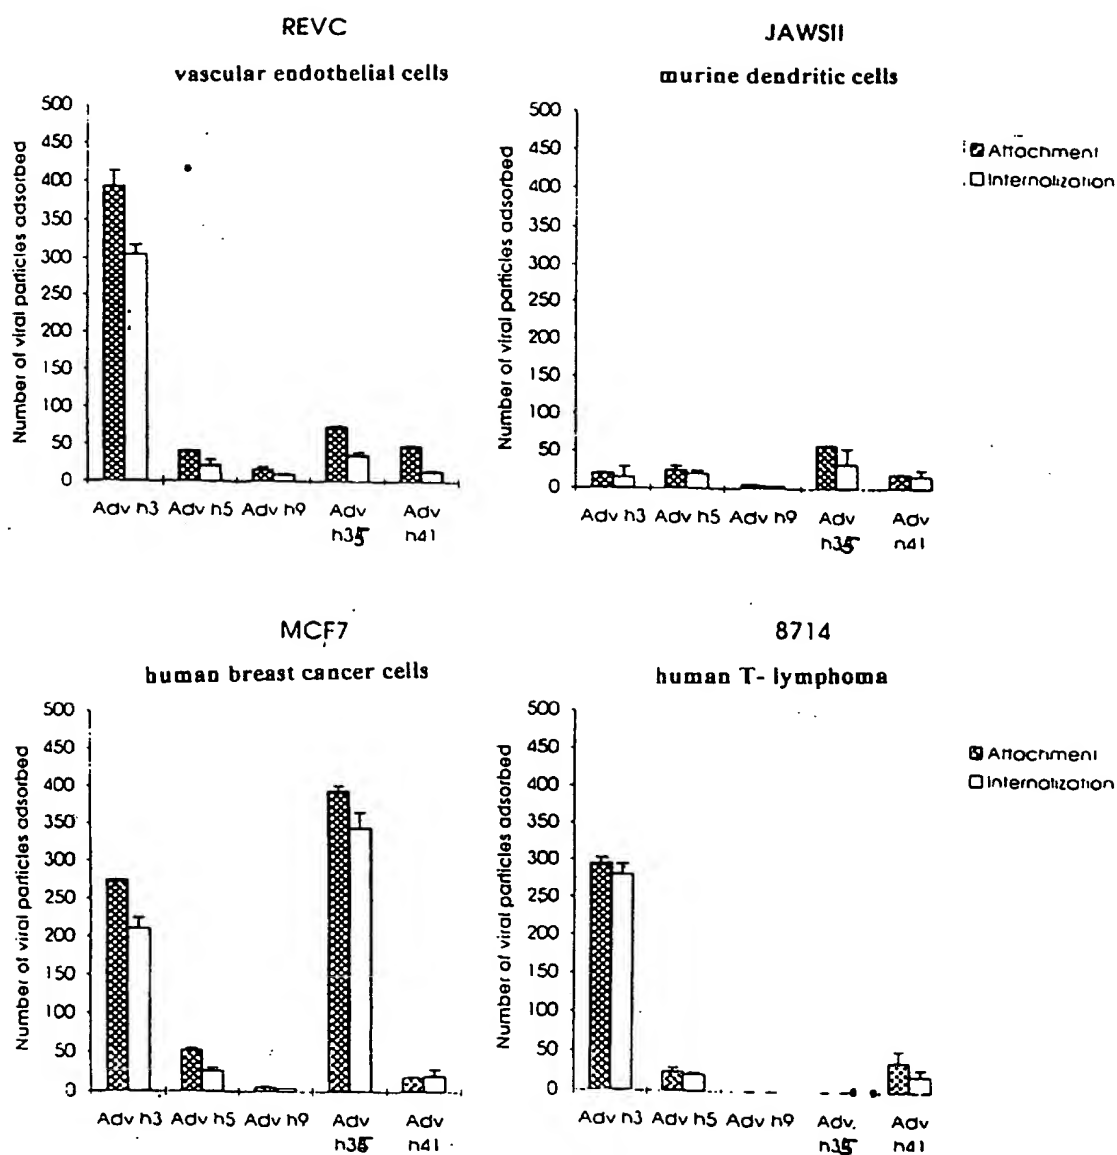 REVC
vascular endothelial cells
Number of viral particles adsorbed
500
450
400
350
300
250
200
150
100
50
0
Adv h3 Adv h5 Adv h9 Adv h35 Adv h41
JAWSII
murine dendritic cells
Number of viral particles adsorbed
500
450
400
350
300
250
200
150
100
50
0
Adv h3 Adv h5 Adv h9 Adv h35 Adv h41
Attachment
Internalization
MCF7
human breast cancer cells
Number of viral particles adsorbed
500
450
400
350
300
250
200
150
100
50
0
Adv h3 Adv h5 Adv h9 Adv h35 Adv h41
8714
human T- lymphoma
Number of viral particles adsorbed
500
450
400
350
300
250
200
150
100
50
0
Adv h3 Adv h5 Adv h9 Adv. h35 Adv h41
Attachment
Internalization